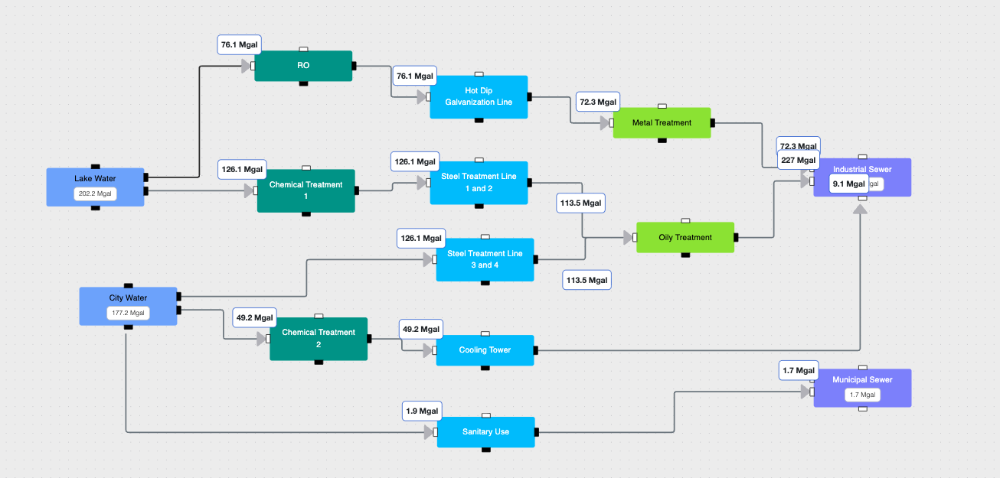 76.1 Mgal
RO
76.1 Mgal
Hot Dip
Galvanization Line
72.3 Mgal
Metal Treatment
72.3 Mgal
227 Mgal
Industrial Sewer
9.1 Mgal
gal
Lake Water
202.2 Mgal
126.1 Mgal
Chemical Treatment
1
126.1 Mgal
Steel Treatment Line
1 and 2
113.5 Mgal
Oily Treatment
126.1 Mgal
Steel Treatment Line
3 and 4
113.5 Mgal
City Water
177.2 Mgal
49.2 Mgal
Chemical Treatment
2
49.2 Mgal
Cooling Tower
1.7 Mgal
Municipal Sewer
1.7 Mgal
1.9 Mgal
Sanitary Use